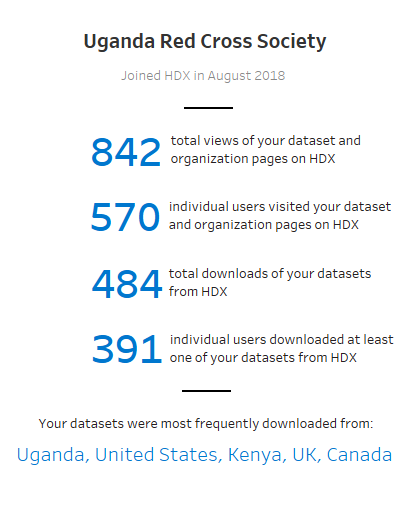 Uganda Red Cross Society
Joined HDX in August 2018
842 total views of your dataset and
organization pages on HDX
570 individual users visited your dataset
and organization pages on HDX
484 total downloads of your datasets
from HDX
391 individual users downloaded at least
one of your datasets from HDX
Your datasets were most frequently downloaded from:
Uganda, United States, Kenya, UK, Canada